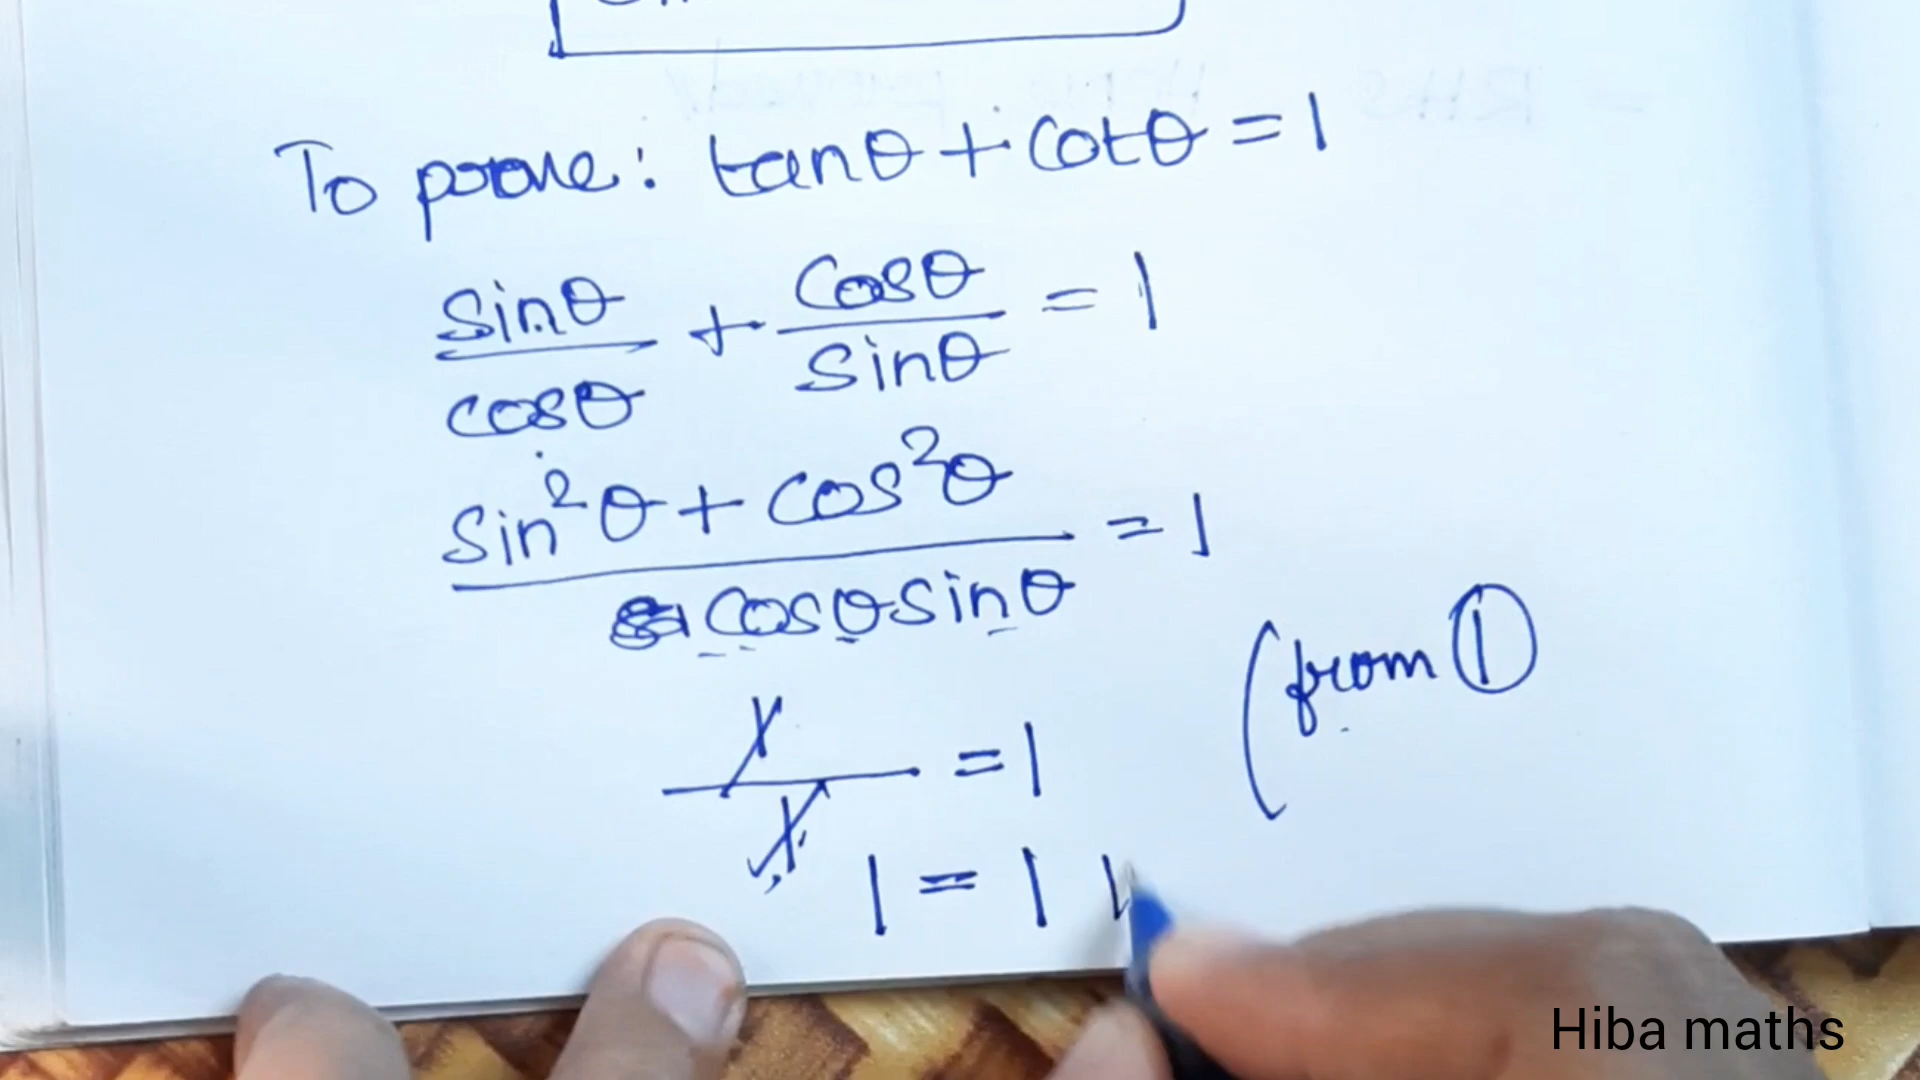 To prove: tanθ + cotθ = 1
sinθ/cosθ + cosθ/sinθ = 1
sin²θ + cos²θ / cosθ sinθ = 1
(from ①
1/1 = 1
1 = 1
Hiba maths